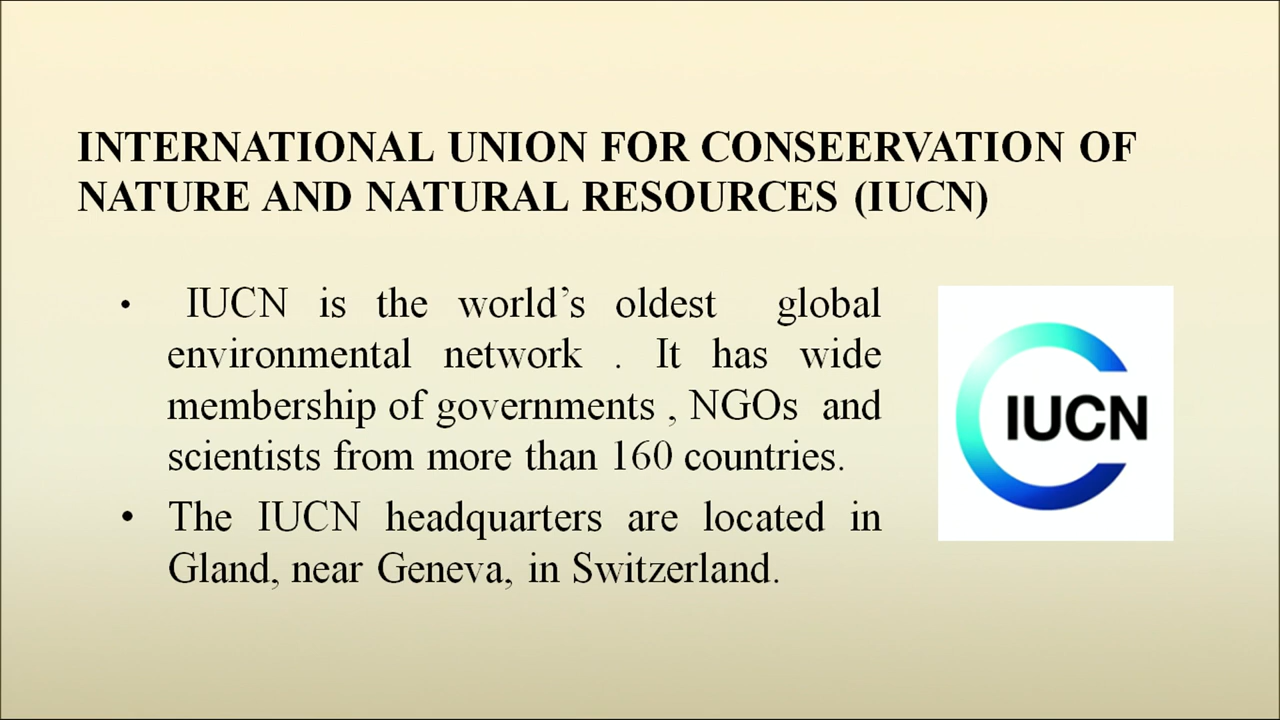 INTERNATIONAL UNION FOR CONSEERVATION OF
NATURE AND NATURAL RESOURCES (IUCN)
• IUCN is the world’s oldest global
environmental network . It has wide
membership of governments , NGOs and
scientists from more than 160 countries.
• The IUCN headquarters are located in
Gland, near Geneva, in Switzerland.
IUCN